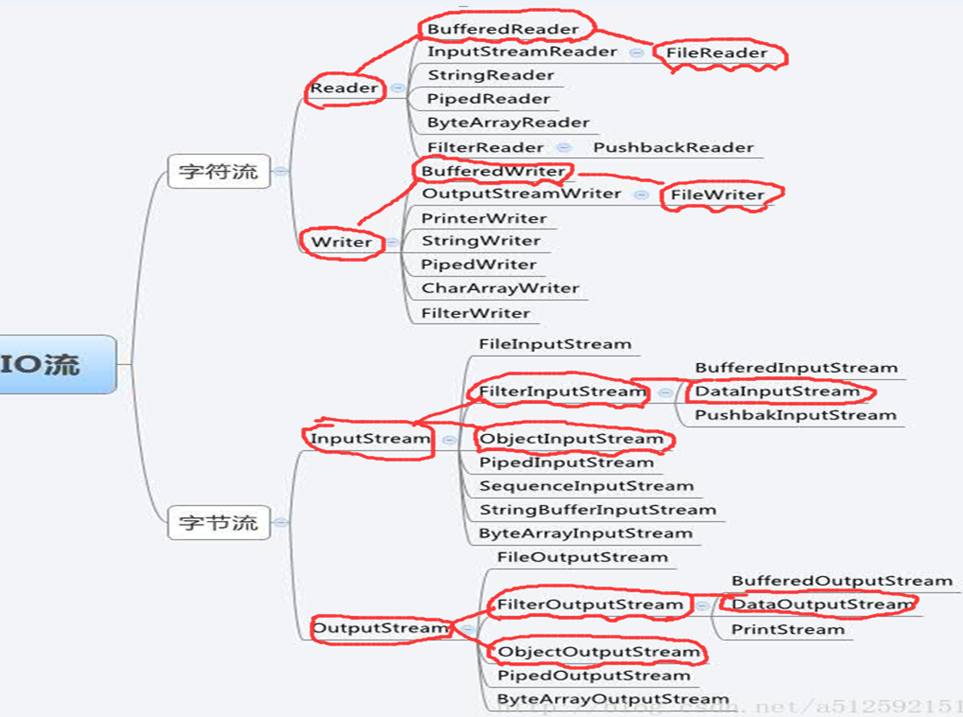 BufferedReader
InputStreamReader
FileReader
Reader
StringReader
PipedReader
ByteArrayReader
FilterReader
PushbackReader
字符流
BufferedWriter
OutputStreamWriter
FileWriter
PrinterWriter
Writer
StringWriter
PipedWriter
CharArrayWriter
FilterWriter
IO流
FileInputStream
BufferedInputStream
FilterInputStream
DataInputStream
PushbakInputStream
InputStream
ObjectInputStream
PipedInputStream
SequenceInputStream
StringBufferInputStream
字节流
ByteArrayInputStream
FileOutputStream
BufferedOutputStream
FilterOutputStream
DataOutputStream
OutputStream
PrintStream
ObjectOutputStream
PipedOutputStream
ByteArrayOutputStream
http://blog.csdn.net/a512592151